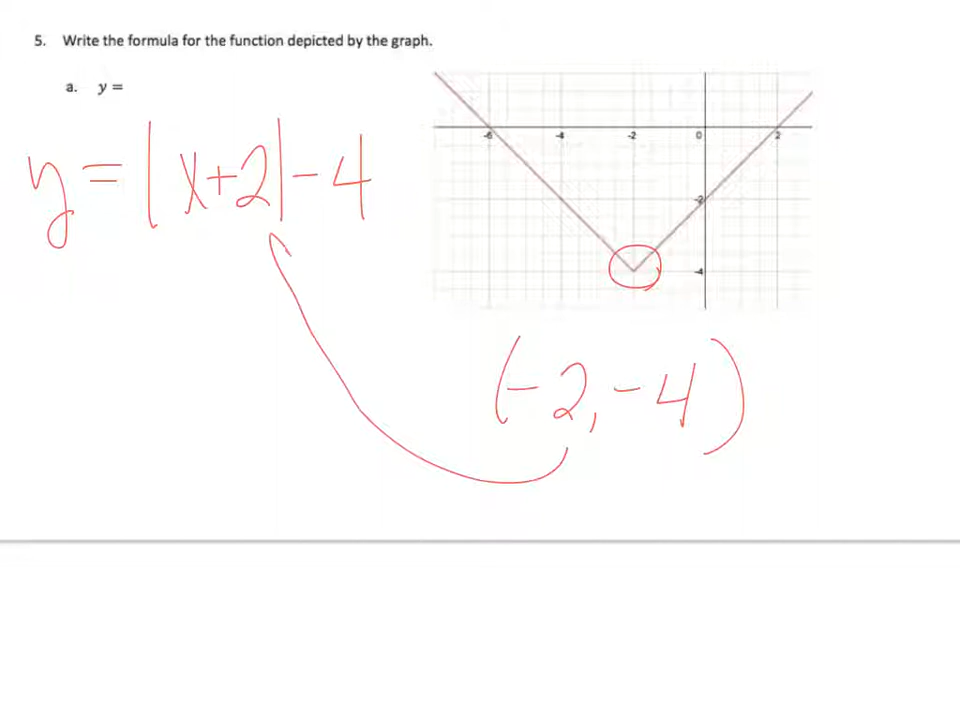 5. Write the formula for the function depicted by the graph.
a. y =
y = |x+2| - 4
-6 -4 -2 0 2
-2
-4
(-2, -4)